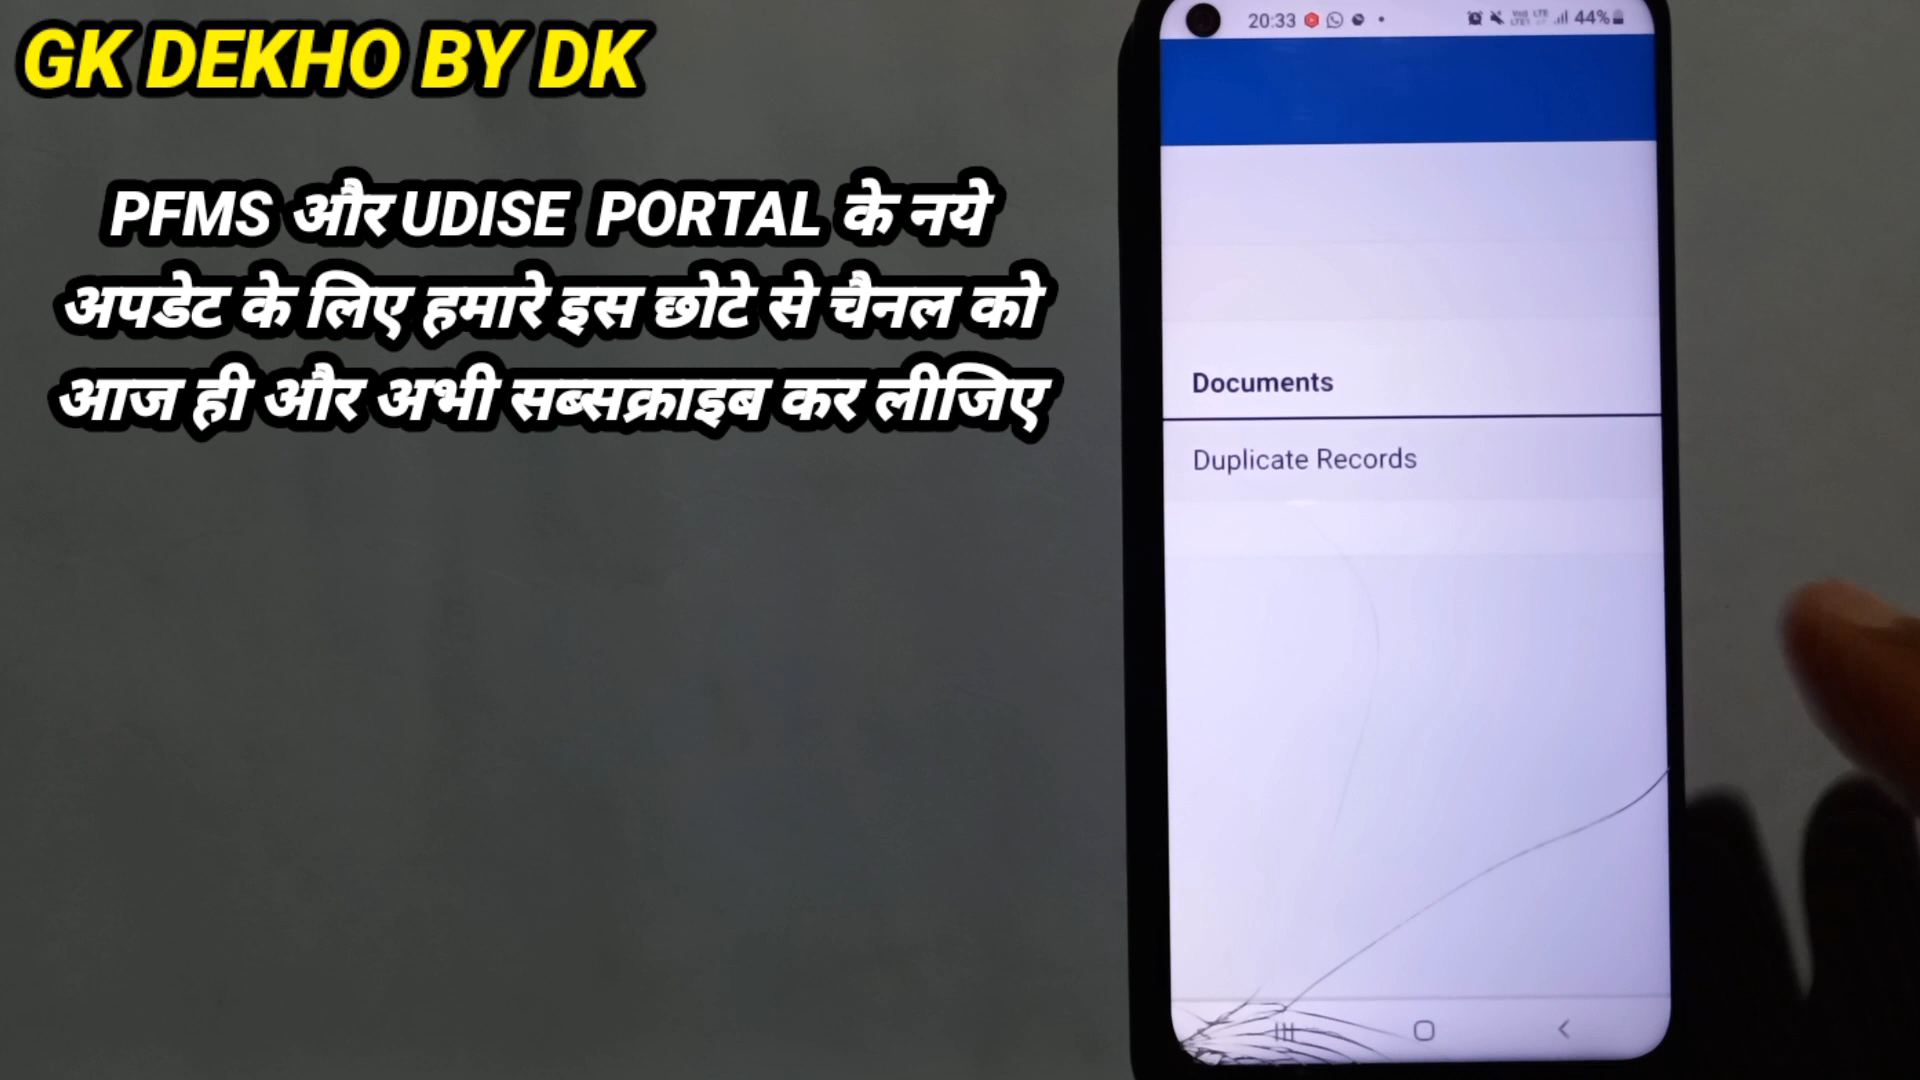 GK DEKHO BY DK
PFMS और UDISE PORTAL के नये
अपडेट के लिए हमारे इस छोटे से चैनल को
आज ही और अभी सब्सक्राइब कर लीजिए
20:33
44%
Documents
Duplicate Records